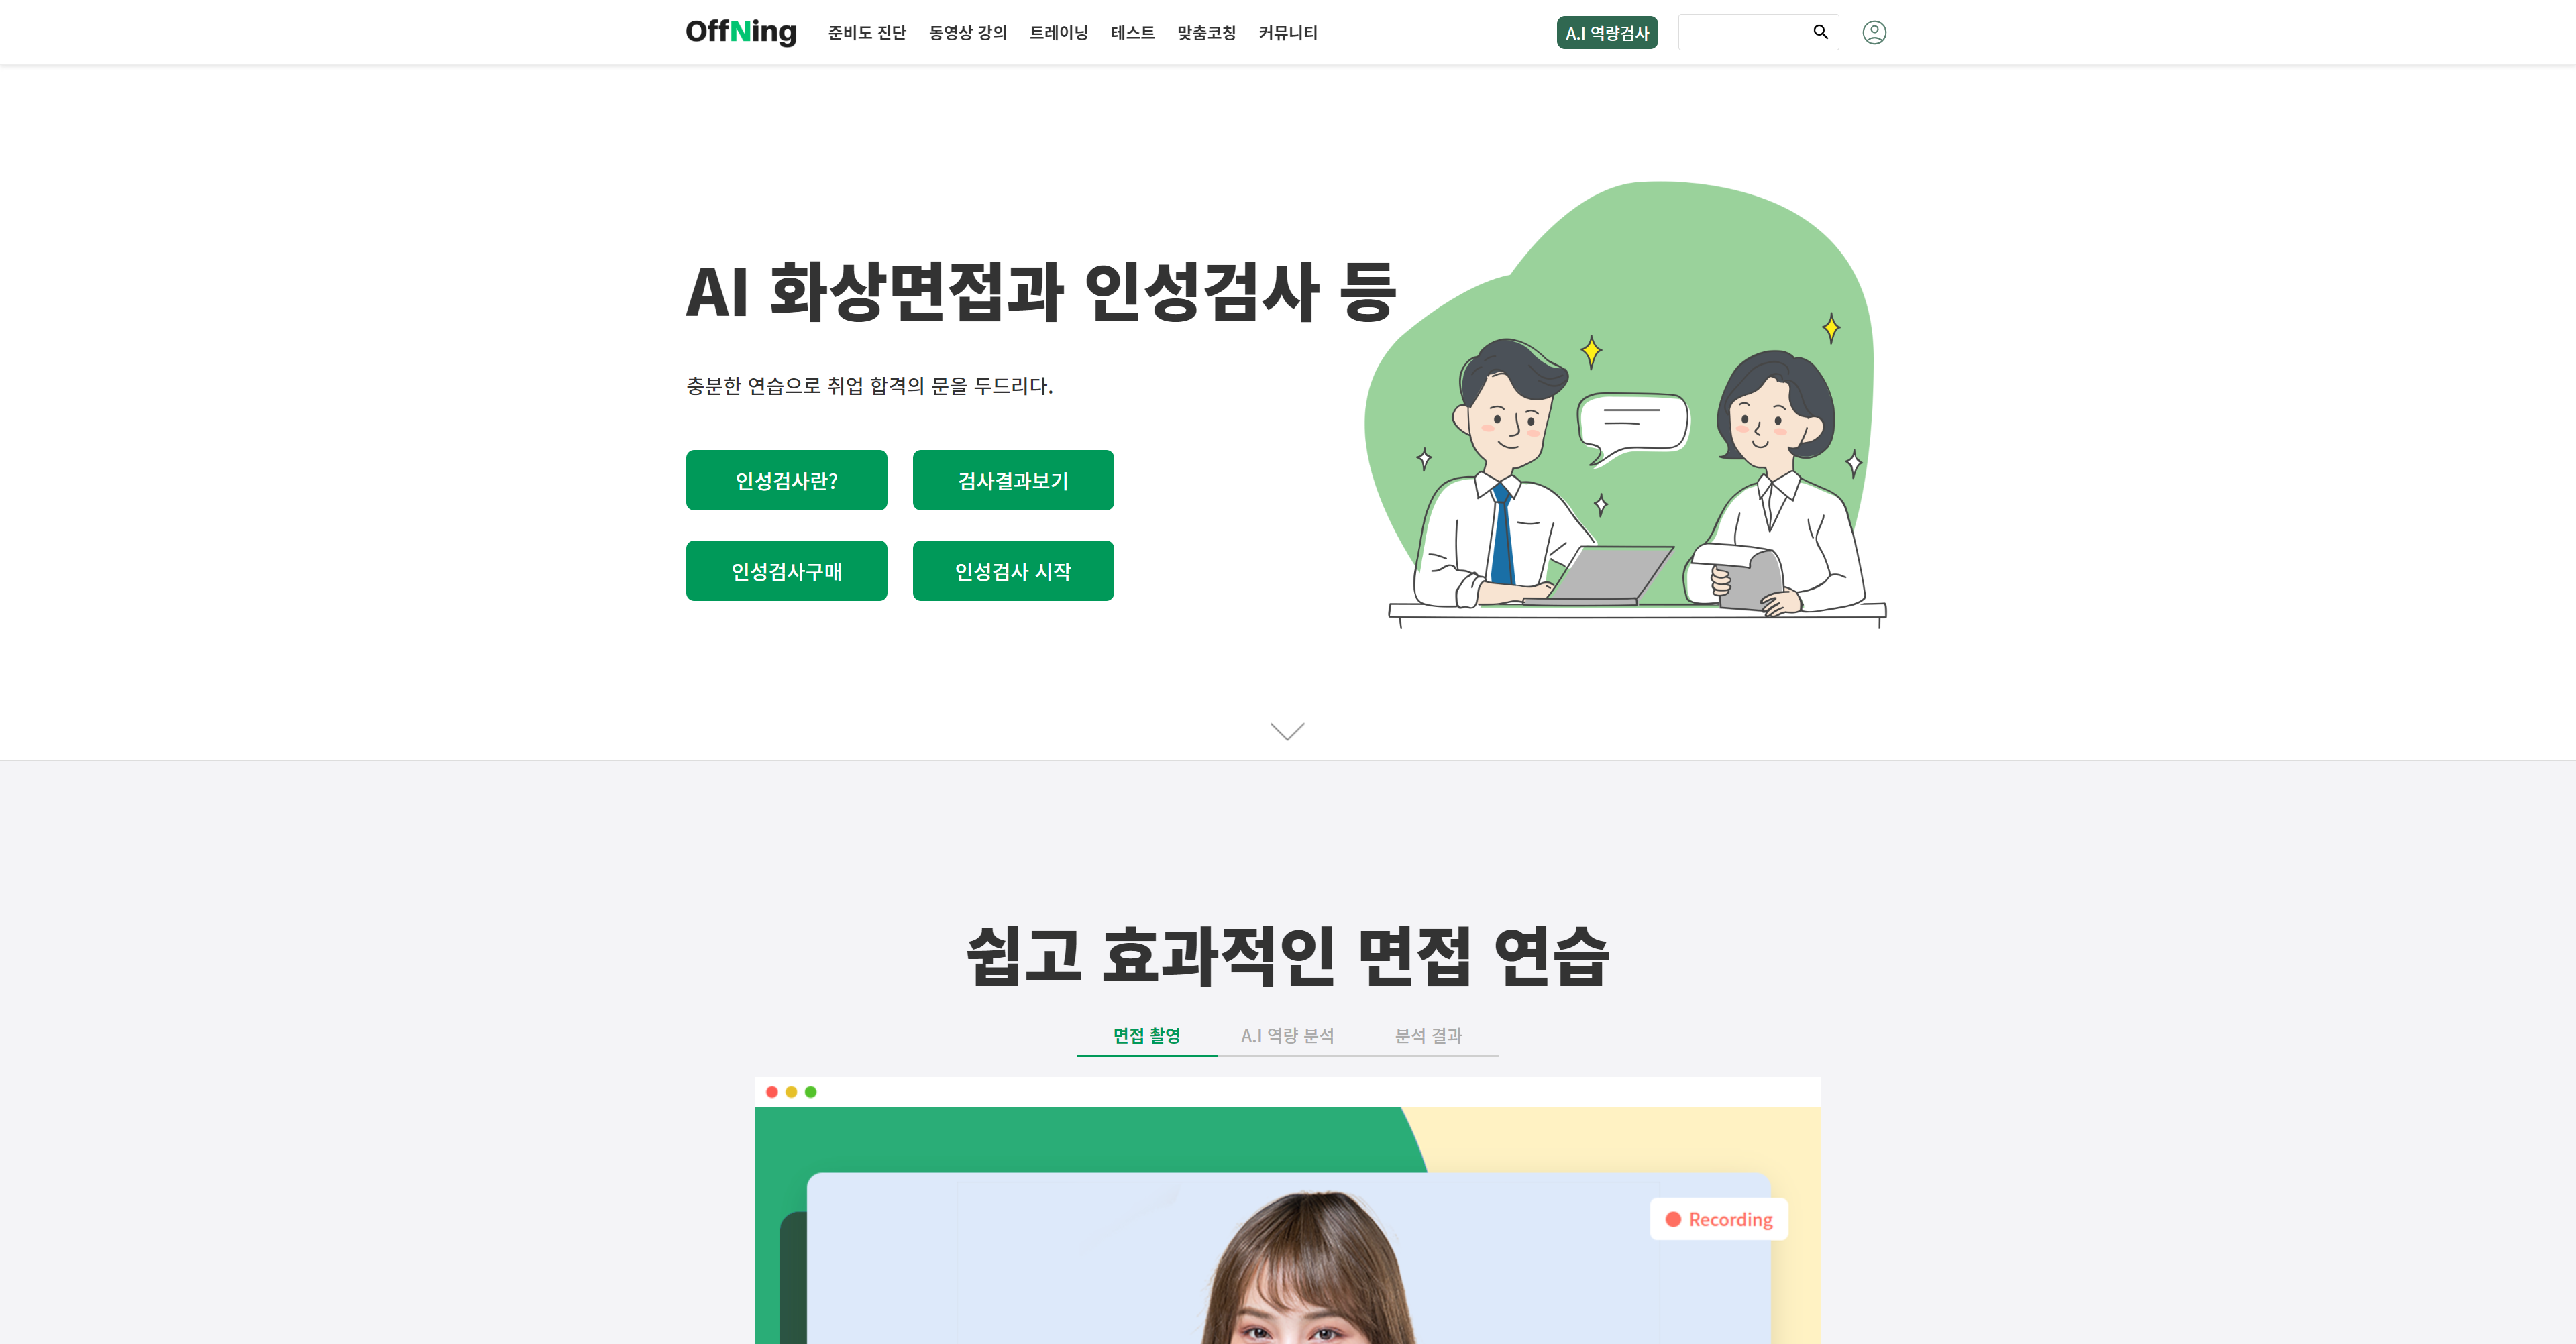 OffNing 준비도 진단 동영상 강의 트레이닝 테스트 맞춤코칭 커뮤니티 A.I 역량검사
AI 화상면접과 인성검사 등
충분한 연습으로 취업 합격의 문을 두드리다.
인성검사란? 검사결과보기
인성검사구매 인성검사 시작
쉽고 효과적인 면접 연습
면접 촬영 A.I 역량 분석 분석 결과
Recording